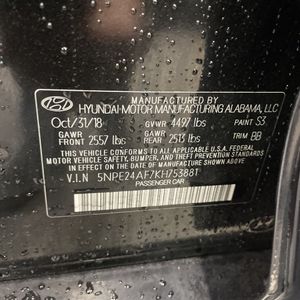 MANUFACTURED BY
HYUNDAI MOTOR MANUFACTURING ALABAMA, LLC
Oct/31/18 GVWR 4497 lbs PAINT S3
GAWR FRONT 2557 lbs GAWR REAR 2513 lbs TRIM BB
THIS VEHICLE CONFORMS TO ALL APPLICABLE U.S.A. FEDERAL MOTOR
VEHICLE SAFETY, BUMPER, AND THEFT PREVENTION STANDARDS
IN EFFECT ON THE DATE OF MANUFACTURE SHOWN ABOVE.
V.I.N 5NPE24AF7KH753881
PASSENGER CAR